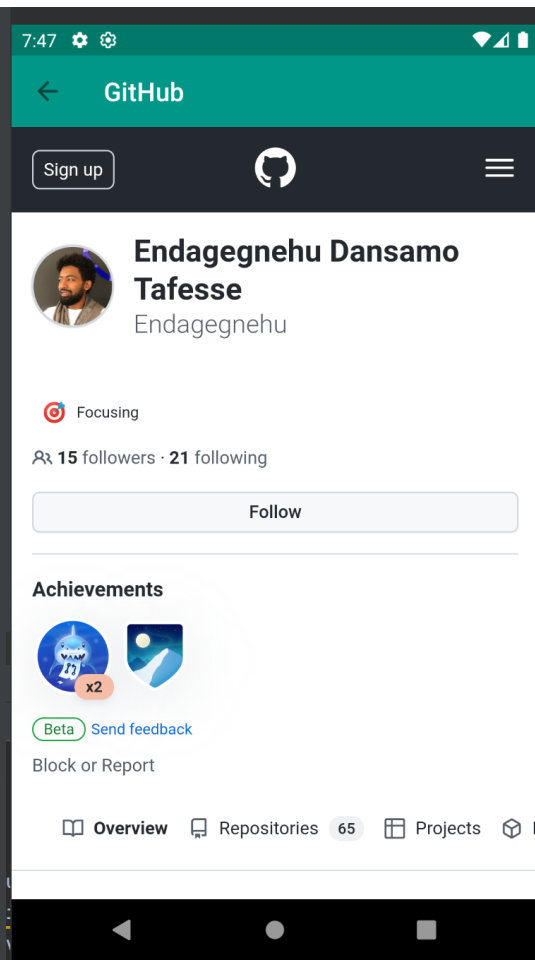 7:47
GitHub
Sign up
Endagegnehu Dansamo
Tafesse
Endagegnehu
Focusing
15 followers · 21 following
Follow
Achievements
x2
Beta Send feedback
Block or Report
Overview Repositories 65 Projects